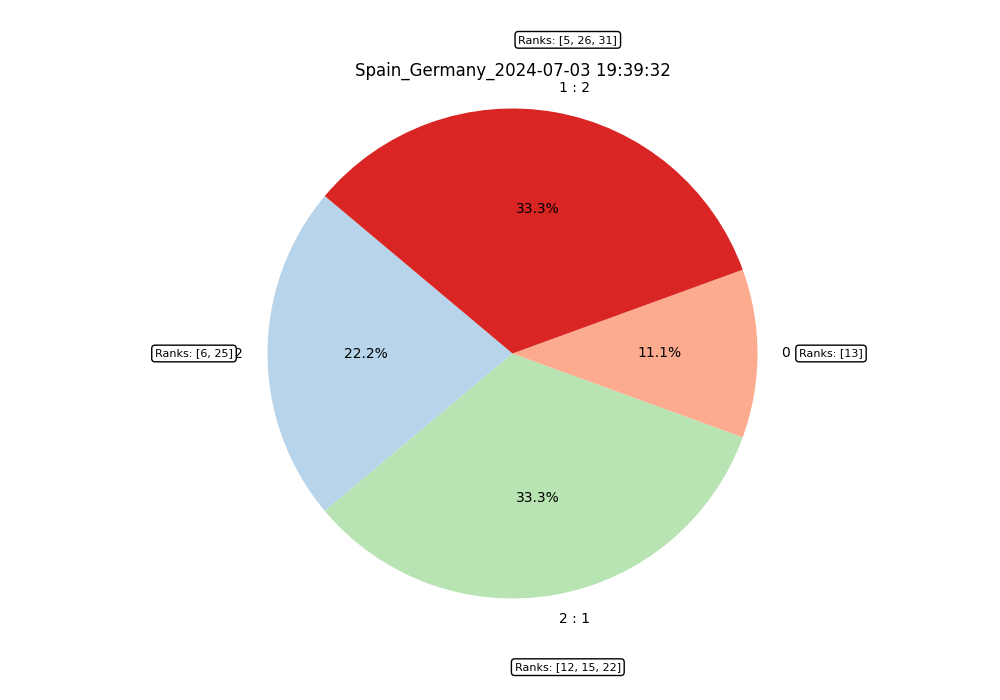 Ranks: [5, 26, 31]
Spain_Germany_2024-07-03 19:39:32
1 : 2
33.3%
Ranks: [6, 25]
2
22.2%
11.1%
0
Ranks: [13]
33.3%
2 : 1
Ranks: [12, 15, 22]